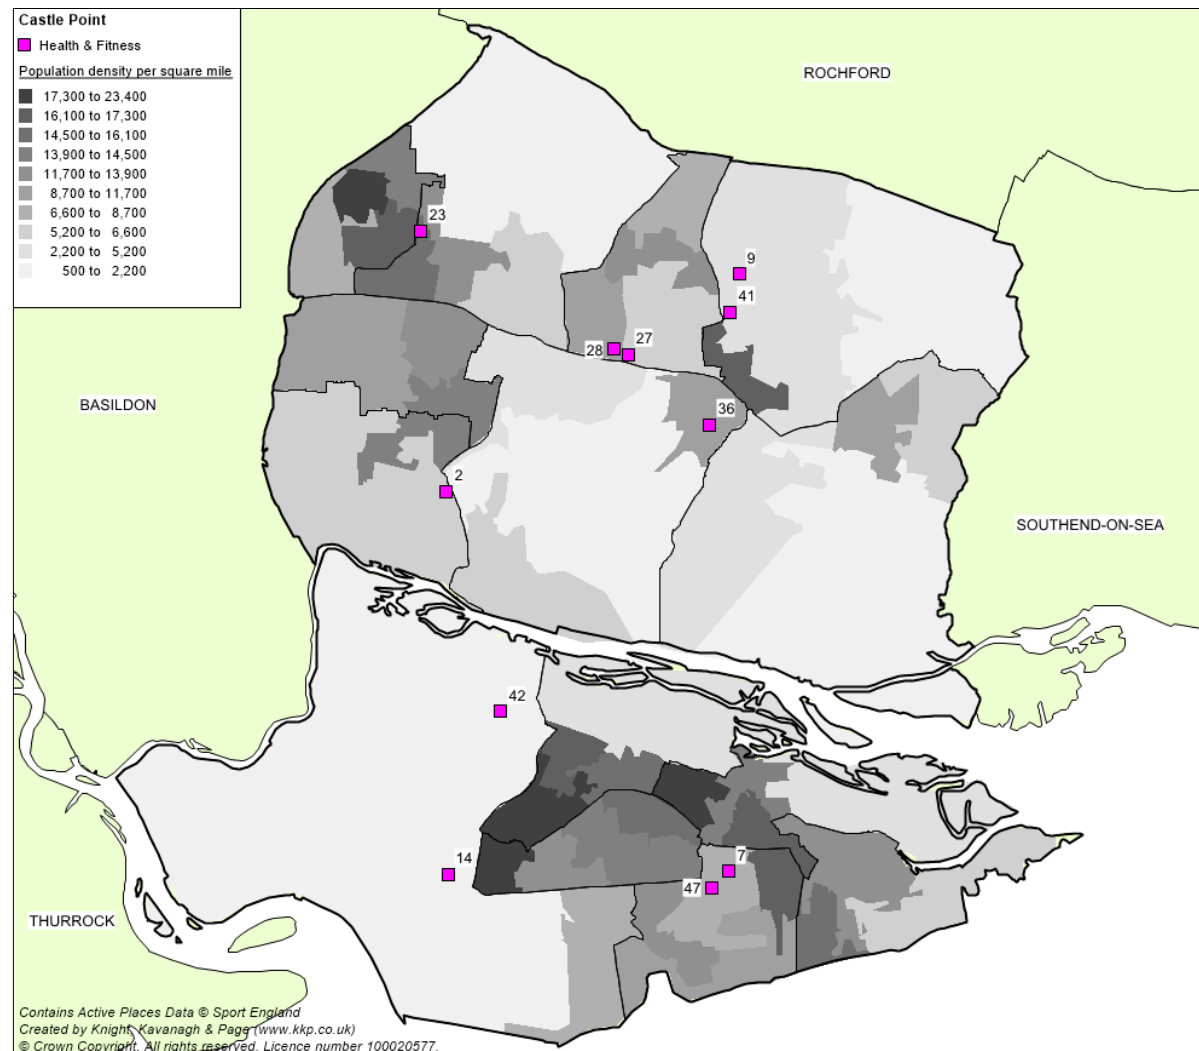 Castle Point
Health & Fitness
Population density per square mile
17,300 to 23,400
16,100 to 17,300
14,500 to 16,100
13,900 to 14,500
11,700 to 13,900
8,700 to 11,700
6,600 to 8,700
5,200 to 6,600
2,200 to 5,200
500 to 2,200
ROCHFORD
23
9
41
27
28
BASILDON
36
2
SOUTHEND-ON-SEA
42
14
7
47
THURROCK
Contains Active Places Data © Sport England
Created by Knight, Kavanagh & Page (www.kkp.co.uk)
© Crown Copyright. All rights reserved. Licence number 100020577.